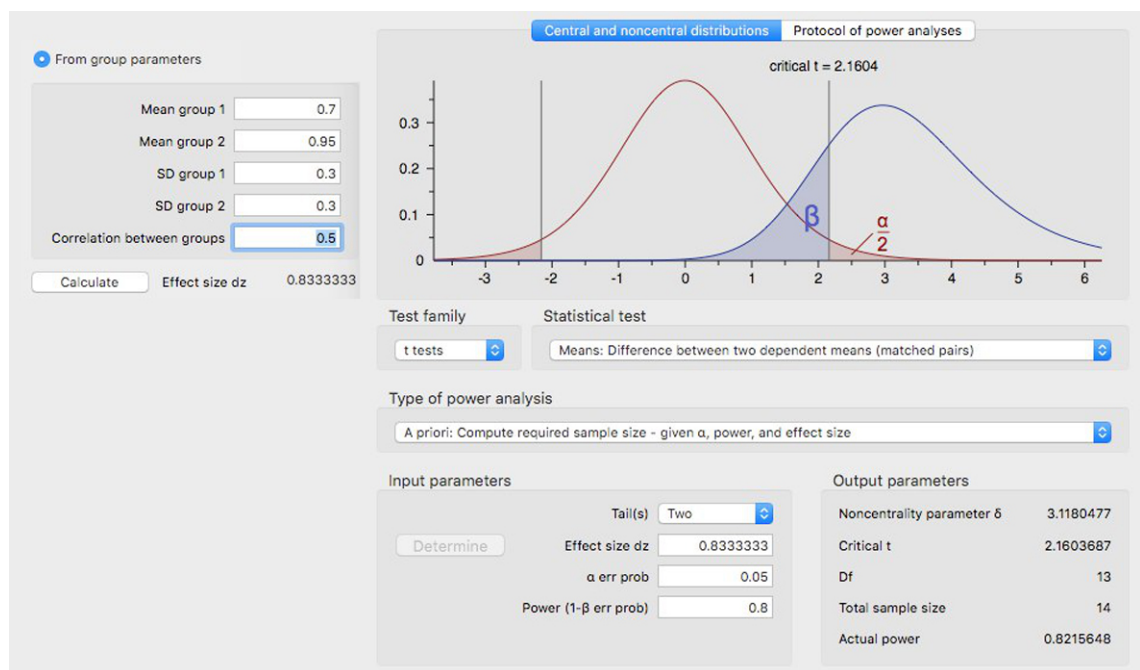 Central and noncentral distributions Protocol of power analyses
From group parameters
critical t = 2.1604
Mean group 1 0.7
Mean group 2 0.95
SD group 1 0.3
SD group 2 0.3
Correlation between groups 0.5
Calculate Effect size dz 0.8333333
0.3
0.2
0.1
0
β
α
2
-3 -2 -1 0 1 2 3 4 5 6
Test family Statistical test
t tests Means: Difference between two dependent means (matched pairs)
Type of power analysis
A priori: Compute required sample size - given α, power, and effect size
Input parameters Output parameters
Tail(s) Two Noncentrality parameter δ 3.1180477
Determine Effect size dz 0.8333333 Critical t 2.1603687
α err prob 0.05 Df 13
Power (1-β err prob) 0.8 Total sample size 14
Actual power 0.8215648